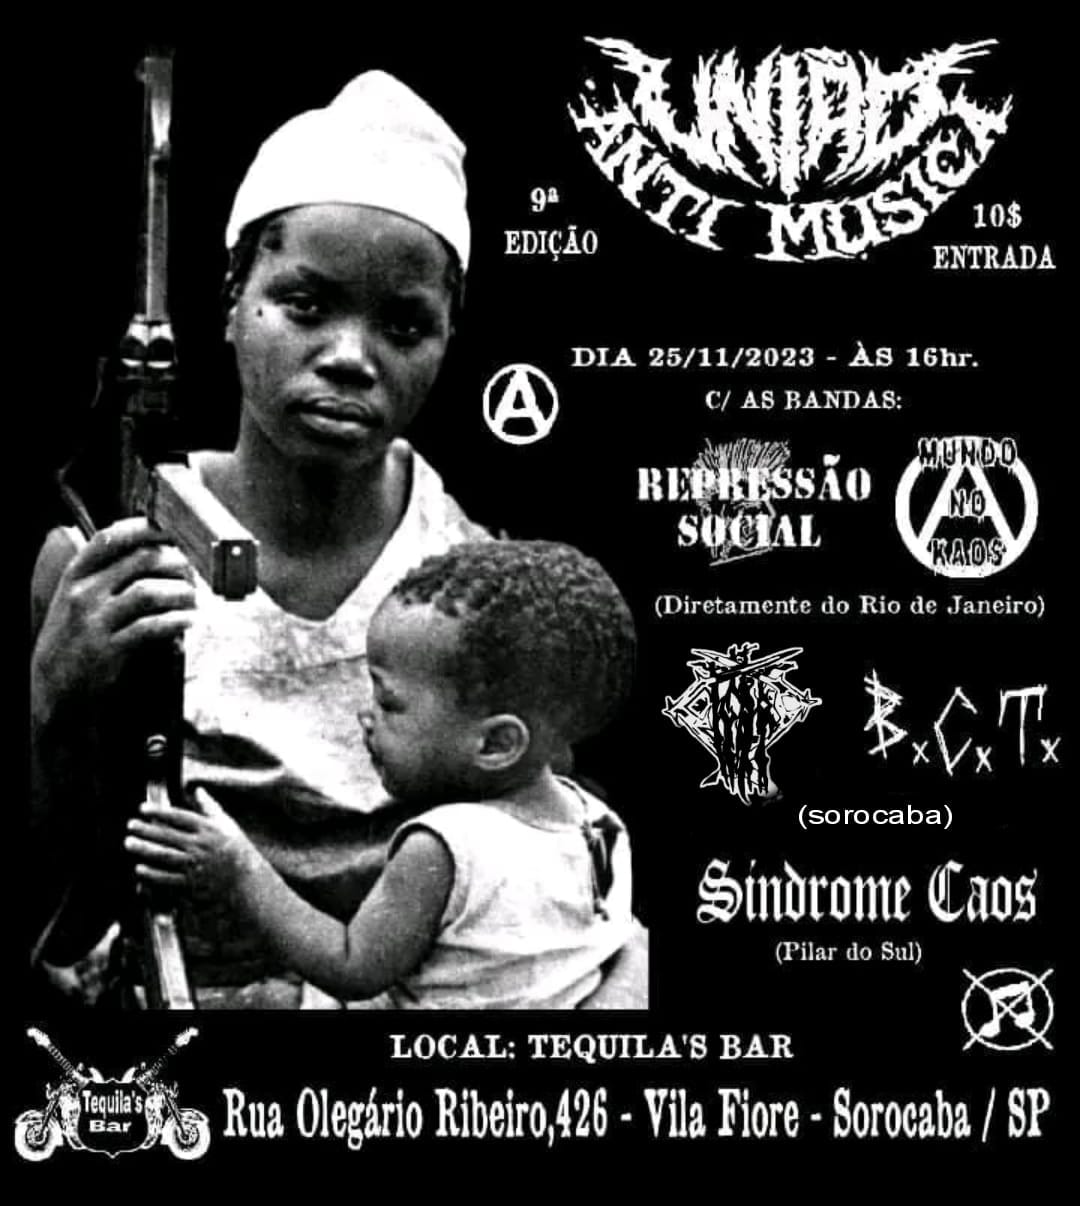 UNIÃO
ANTI MUSICA
9ª
EDIÇÃO
10$
ENTRADA
DIA 25/11/2023 - ÀS 16hr.
C/ AS BANDAS:
A
REPRESSÃO
SOCIAL
MUNDO
NO
KAOS
(Diretamente do Rio de Janeiro)
BxCxTx
(sorocaba)
Síndrome Caos
(Pilar do Sul)
LOCAL: TEQUILA'S BAR
Tequila's
Bar
Rua Olegário Ribeiro,426 - Vila Fiore - Sorocaba / SP